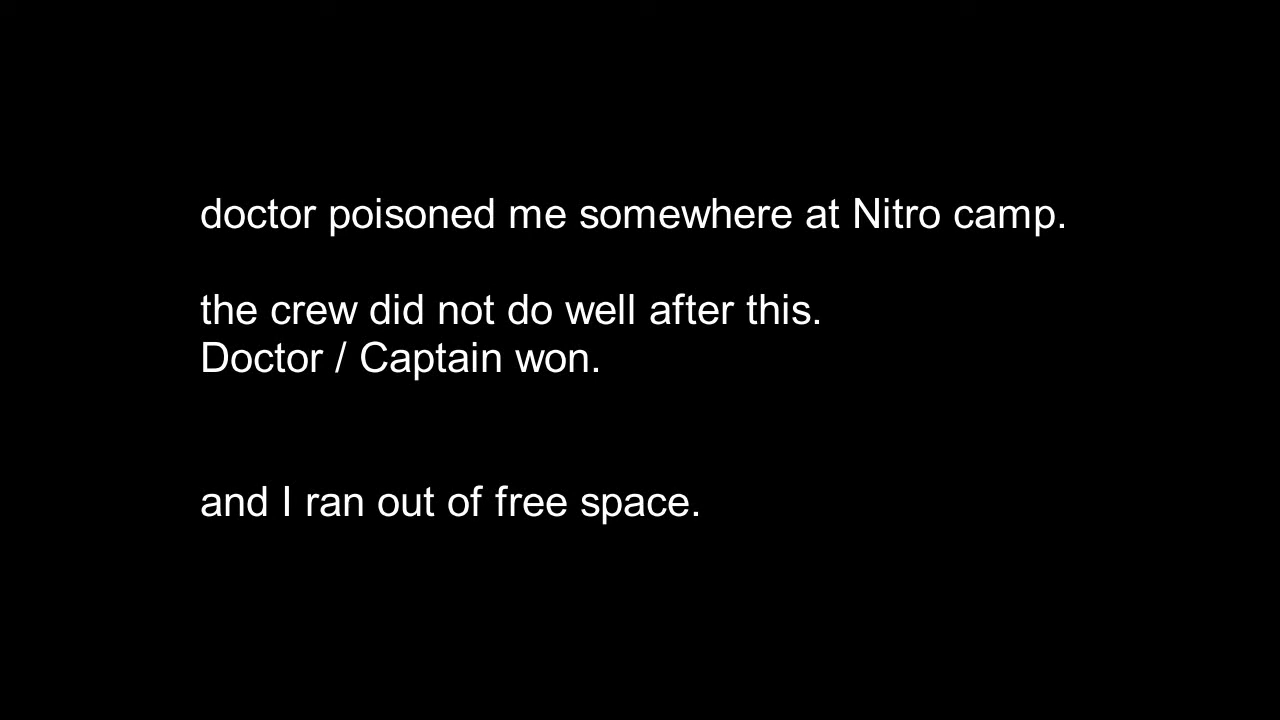 doctor poisoned me somewhere at Nitro camp.
the crew did not do well after this.
Doctor / Captain won.
and I ran out of free space.